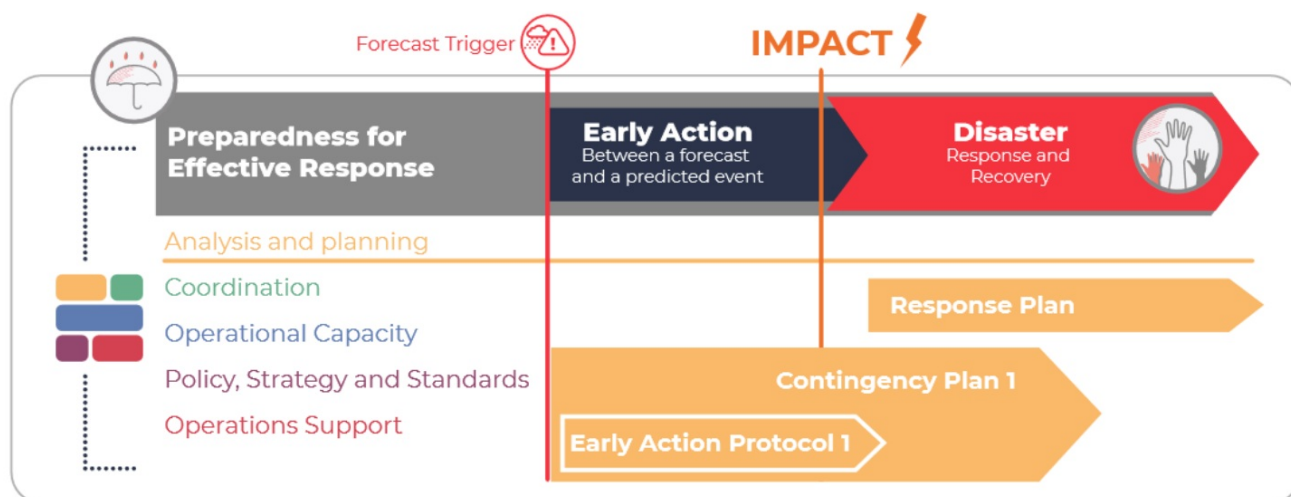 Forecast Trigger
IMPACT
Preparedness for
Effective Response
Early Action
Between a forecast
and a predicted event
Disaster
Response and
Recovery
Analysis and planning
Coordination
Operational Capacity
Policy, Strategy and Standards
Operations Support
Response Plan
Contingency Plan 1
Early Action Protocol 1